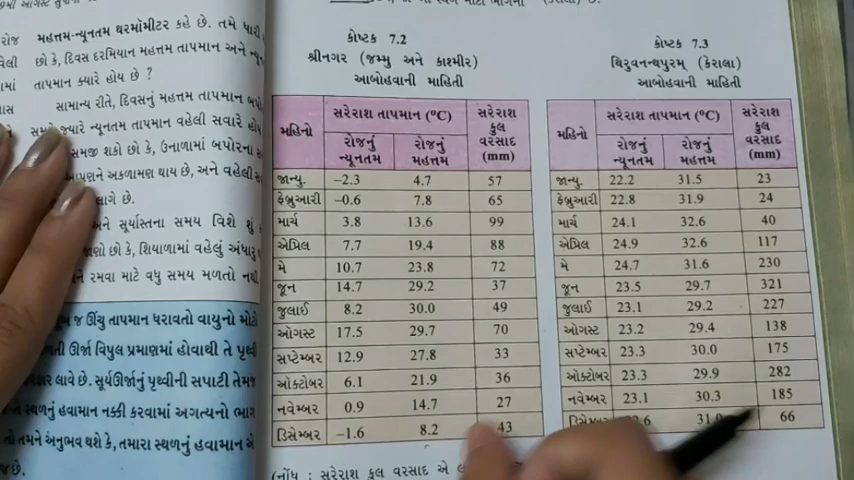 રોજ મહત્તમ-ન્યૂનતમ થરમૉમીટર કહે છે. તમે ધારી
છો કે, દિવસ દરમિયાન મહત્તમ તાપમાન અને ન્યૂન
તાપમાન ક્યારે હોય છે ?
સામાન્ય રીતે, દિવસનું મહત્તમ તાપમાન બપો
જ્યારે ન્યૂનતમ તાપમાન વહેલી સવારે હોય
સમજી શકો છો કે, ઉનાળામાં બપોરના
અકળામણ થાય છે, અને વહેલી
લાગે છે.
અને સૂર્યાસ્તના સમય વિશે શું
છો કે, શિયાળામાં વહેલું અંધારુ
રમવા માટે વધુ સમય મળતો નથી
જ ઊંચુ તાપમાન ધરાવતો વાયુનો મોટો
ઊર્જા વિપુલ પ્રમાણમાં હોવાથી તે પૃથ્વી
લાવે છે. સૂર્યઊર્જાનું પૃથ્વીની સપાટી તેમજ
સ્થળનું હવામાન નક્કી કરવામાં અગત્યનો ભાગ
તો તમને અનુભવ થશે કે, તમારા સ્થળનું હવામાન એ
જ છે.
કોષ્ટક 7.2
શ્રીનગર (જમ્મુ અને કાશ્મીર)
આબોહવાની માહિતી
મહિનો સરેરાશ તાપમાન (°C) સરેરાશ કુલ વરસાદ (mm)
રોજનું ન્યૂનતમ રોજનું મહત્તમ
જાન્યુ. −2.3 4.7 57
ફેબ્રુઆરી −0.6 7.8 65
માર્ચ 3.8 13.6 99
એપ્રિલ 7.7 19.4 88
મે 10.7 23.8 72
જૂન 14.7 29.2 37
જુલાઈ 8.2 30.0 49
ઑગસ્ટ 17.5 29.7 70
સપ્ટેમ્બર 12.9 27.8 33
ઓક્ટોબર 6.1 21.9 36
નવેમ્બર 0.9 14.7 27
ડિસેમ્બર −1.6 8.2 43
(નોંધ : સરેરાશ કુલ વરસાદ એ
કોષ્ટક 7.3
થિરુવનન્થપુરમ્ (કેરાલા)
આબોહવાની માહિતી
મહિનો સરેરાશ તાપમાન (°C) સરેરાશ કુલ વરસાદ (mm)
રોજનું ન્યૂનતમ રોજનું મહત્તમ
જાન્યુ. 22.2 31.5 23
ફેબ્રુઆરી 22.8 31.9 24
માર્ચ 24.1 32.6 40
એપ્રિલ 24.9 32.6 117
મે 24.7 31.6 230
જૂન 23.5 29.7 321
જુલાઈ 23.1 29.2 227
ઑગસ્ટ 23.2 29.4 138
સપ્ટેમ્બર 23.3 30.0 175
ઓક્ટોબર 23.3 29.9 282
નવેમ્બર 23.1 30.3 185
ડિસેમ્બર 66